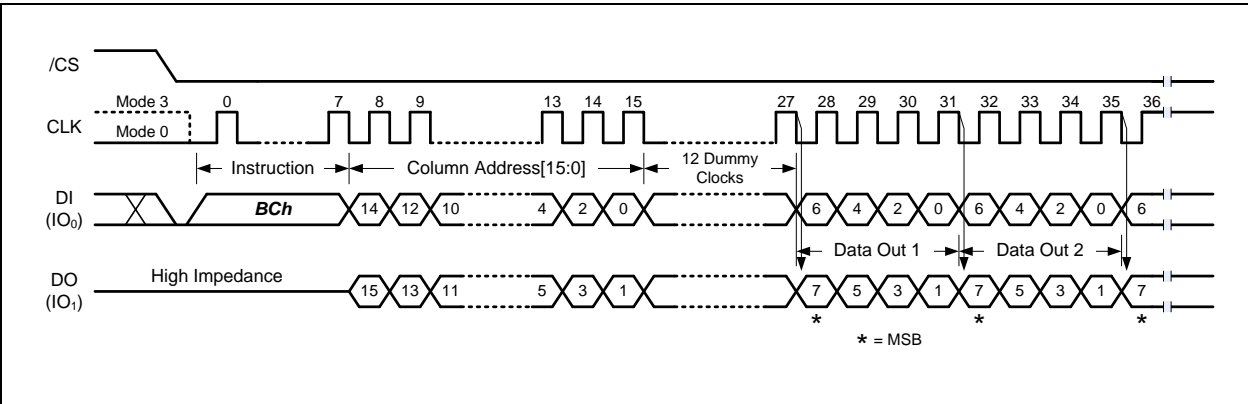 /CS
Mode 3
0 7 8 9 13 14 15 27 28 29 30 31 32 33 34 35 36
CLK
Mode 0
Instruction Column Address[15:0] 12 Dummy Clocks
DI
(IO₀)
BCh 14 12 10 4 2 0 6 4 2 0 6 4 2 0 6
Data Out 1 Data Out 2
DO
(IO₁)
High Impedance
15 13 11 5 3 1 7 5 3 1 7 5 3 1 7
* * *
* = MSB